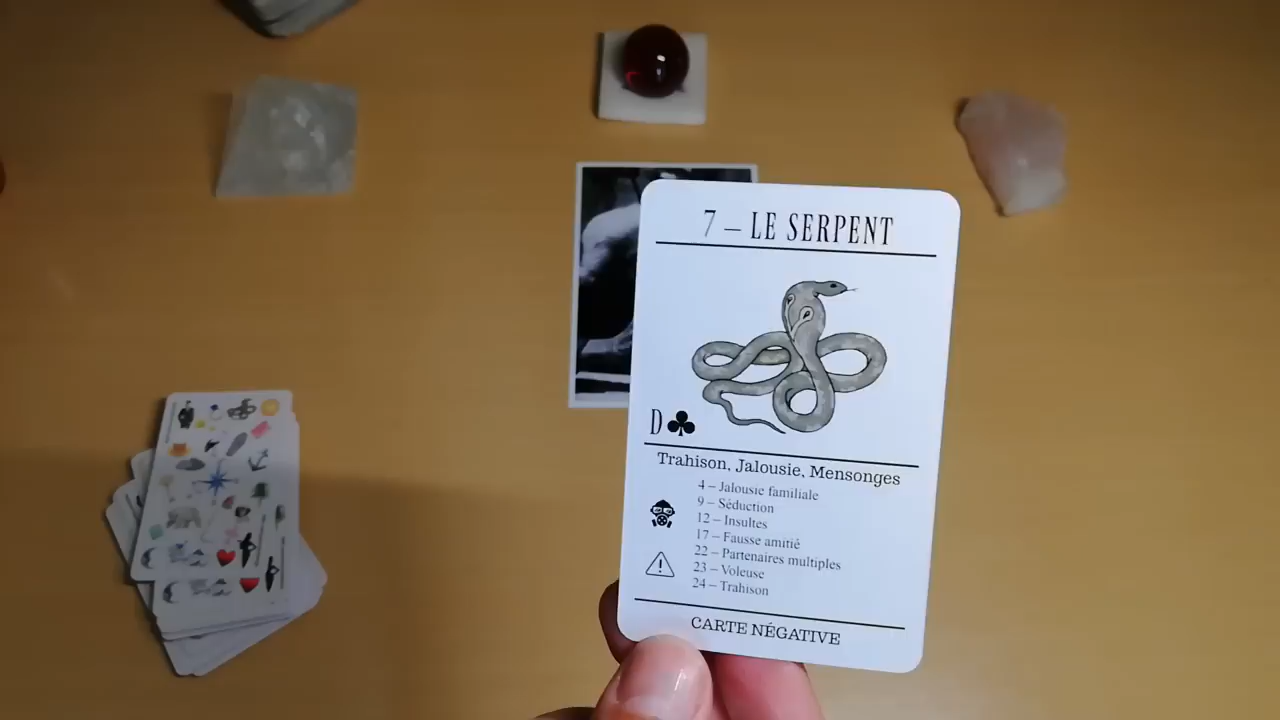 7 – LE SERPENT
D♣
Trahison, Jalousie, Mensonges
4 – Jalousie familiale
9 – Séduction
12 – Insultes
17 – Fausse amitié
22 – Partenaires multiples
23 – Voleuse
24 – Trahison
CARTE NÉGATIVE